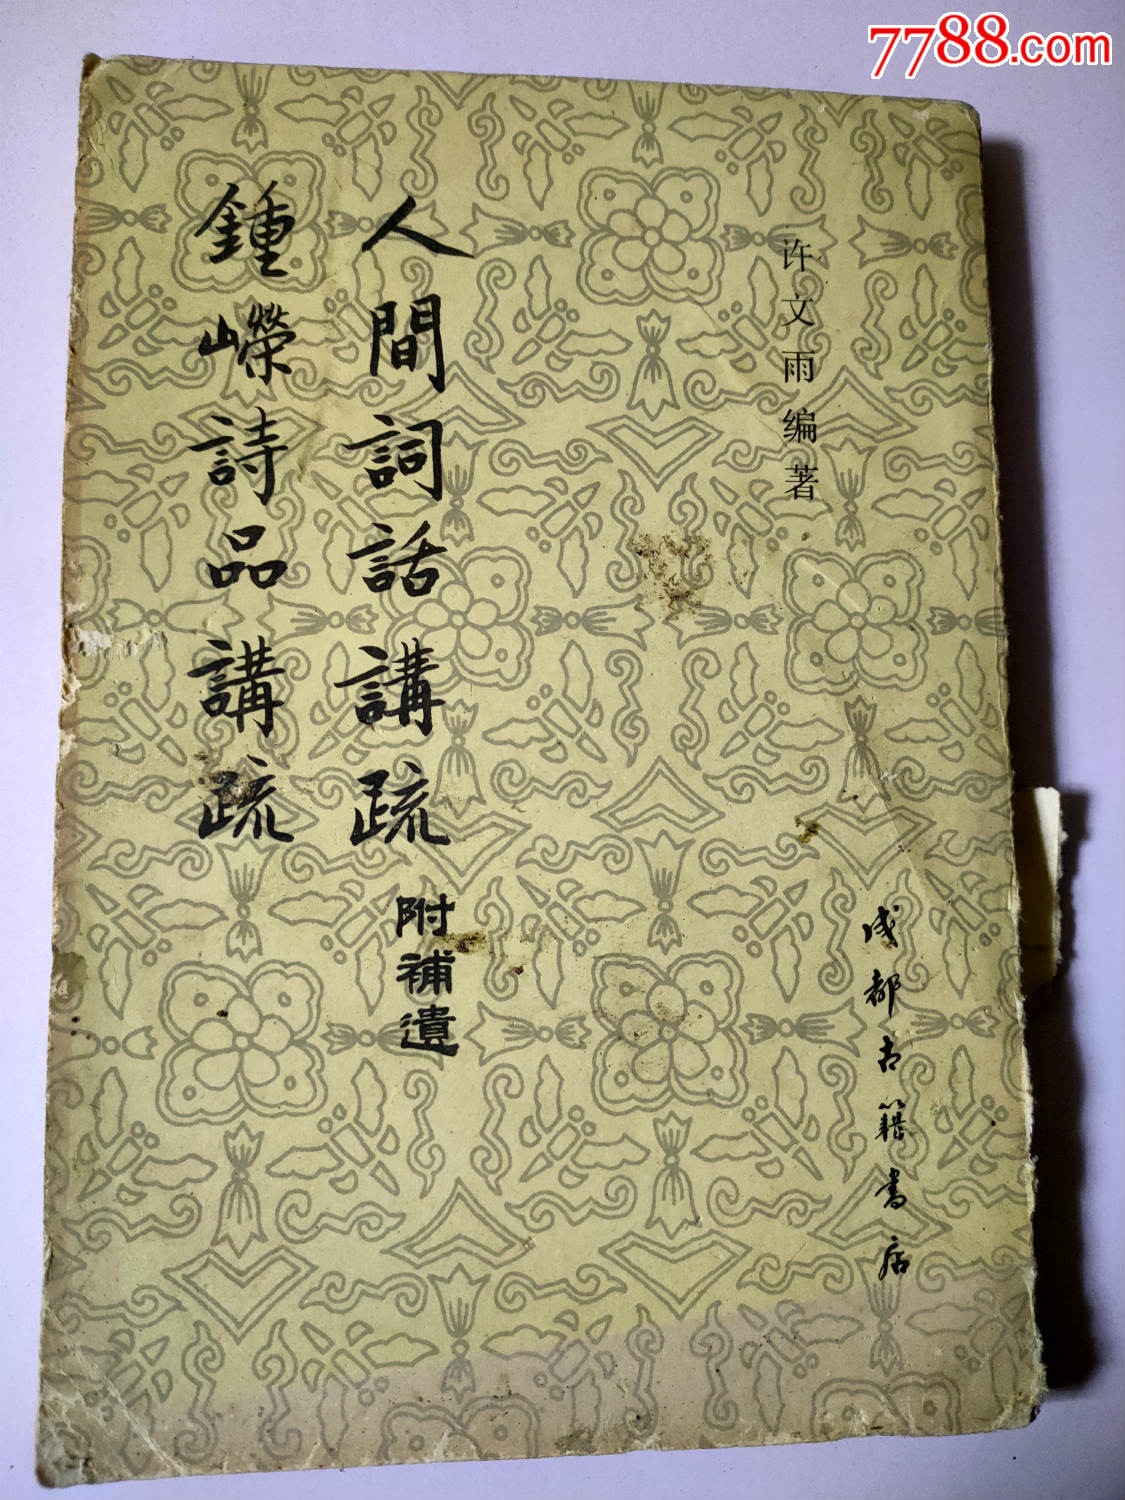 7788.com
鍾嶸詩品講疏
人間詞話講疏
附補遺
许文雨编著
成都古籍書店